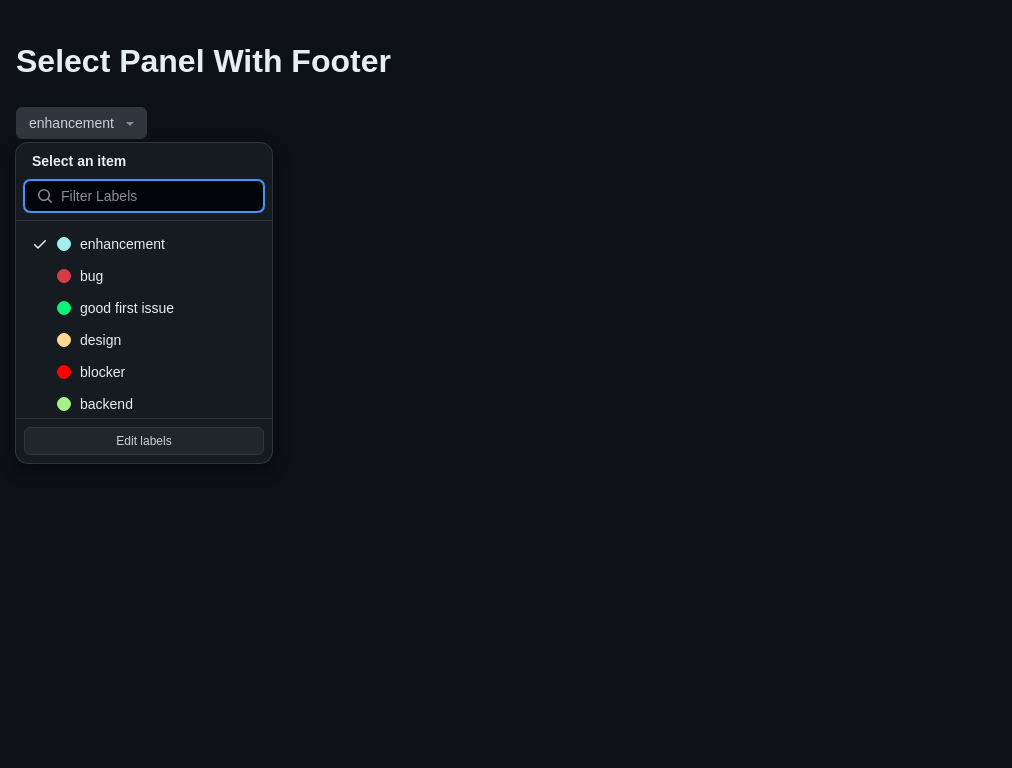 Select Panel With Footer
enhancement
Select an item
Filter Labels
enhancement
bug
good first issue
design
blocker
backend
Edit labels